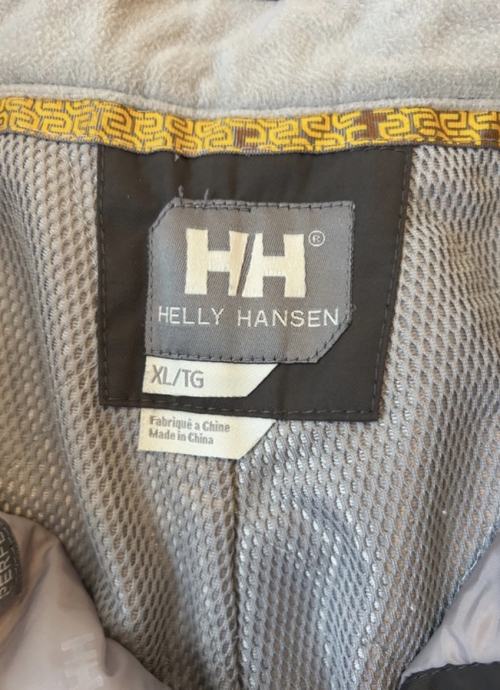 HH®
HELLY HANSEN
XL/TG
Fabriqué a Chine
Made in China